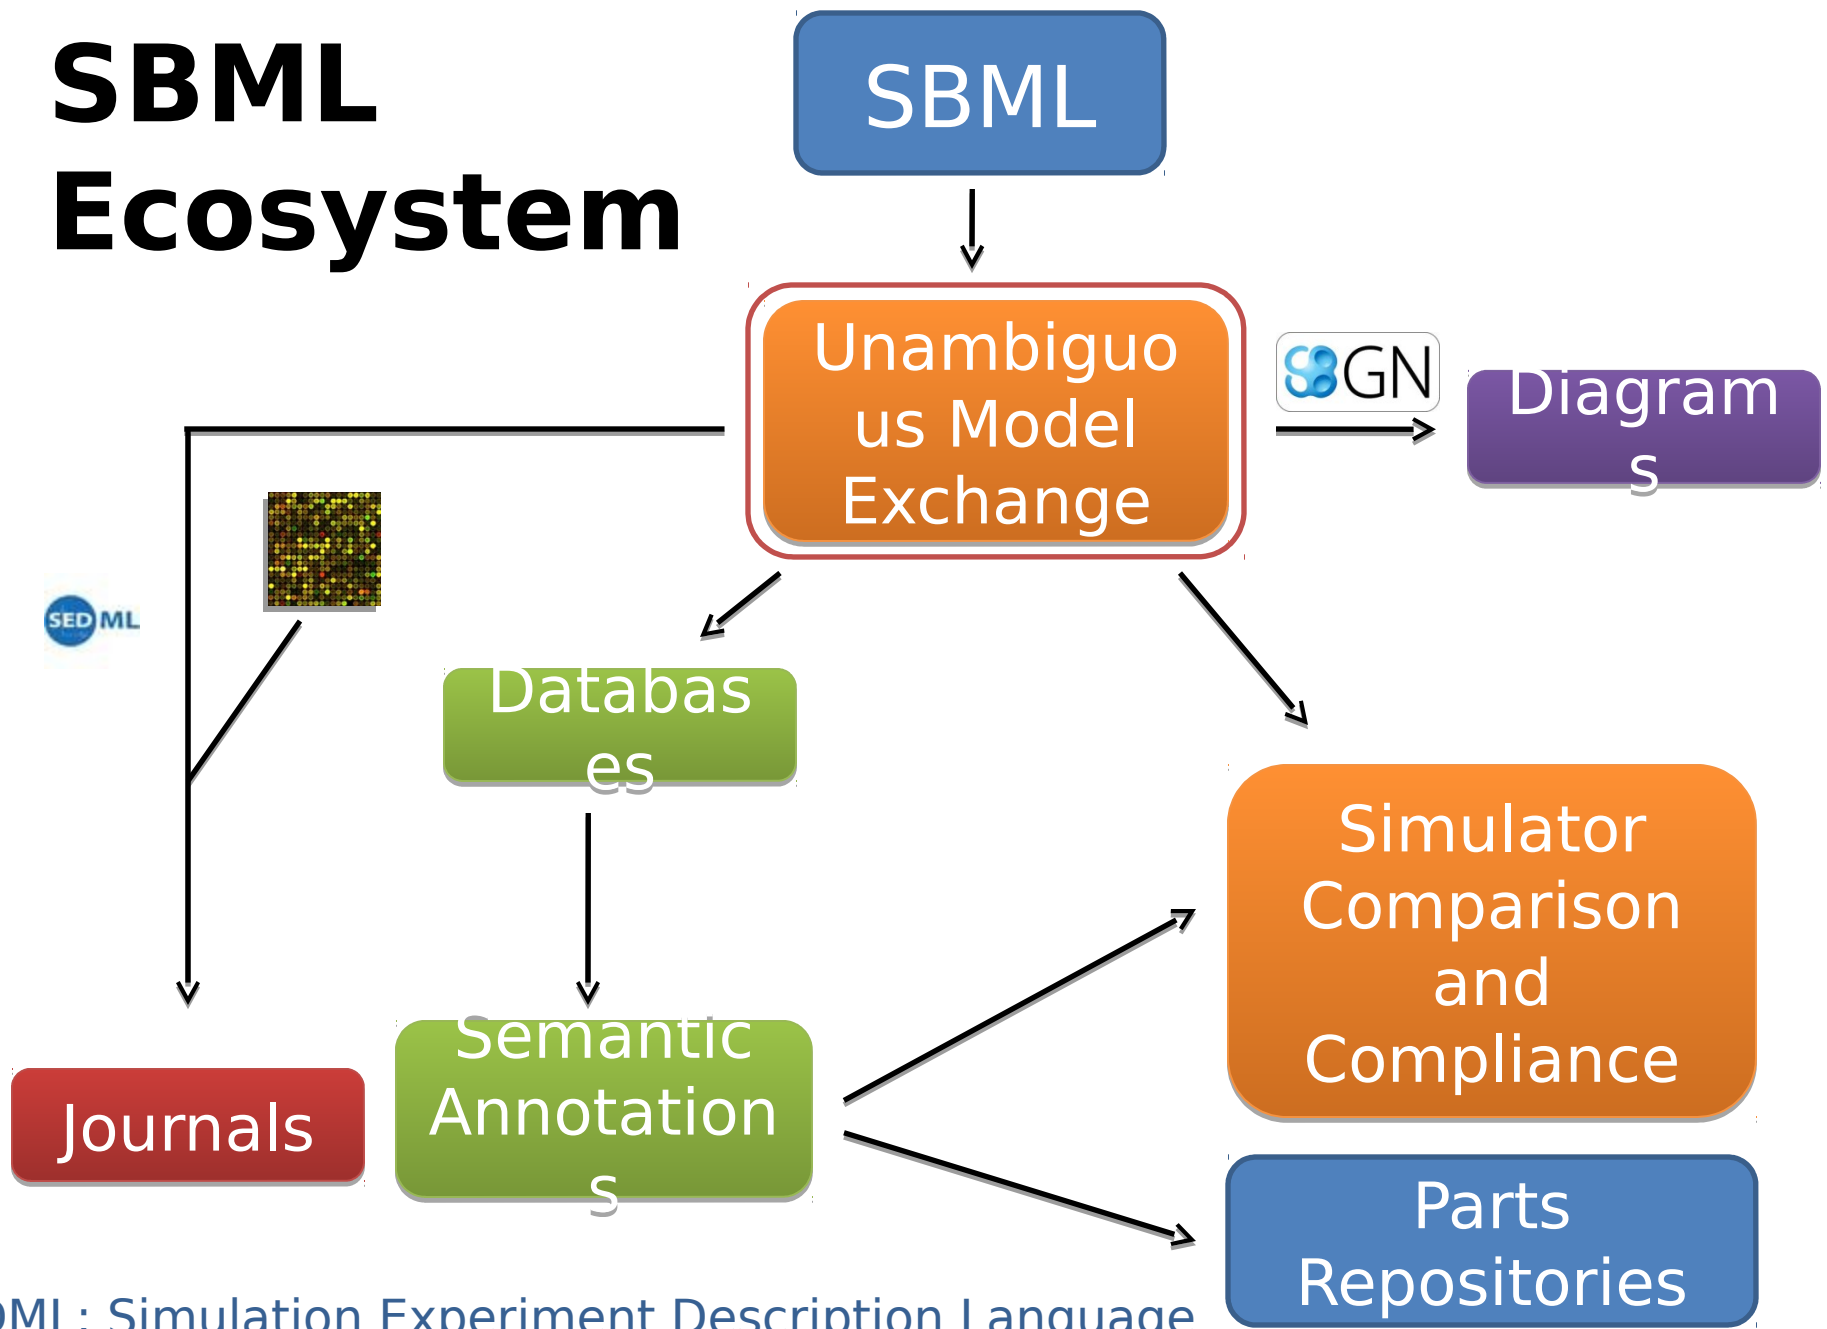 SBML
Ecosystem
SBML
Unambiguo
us Model
Exchange
GN
Diagram
s
SED ML
Databas
es
Simulator
Comparison
and
Compliance
Semantic
Annotation
s
Journals
Parts
Repositories
DML: Simulation Experiment Description Language